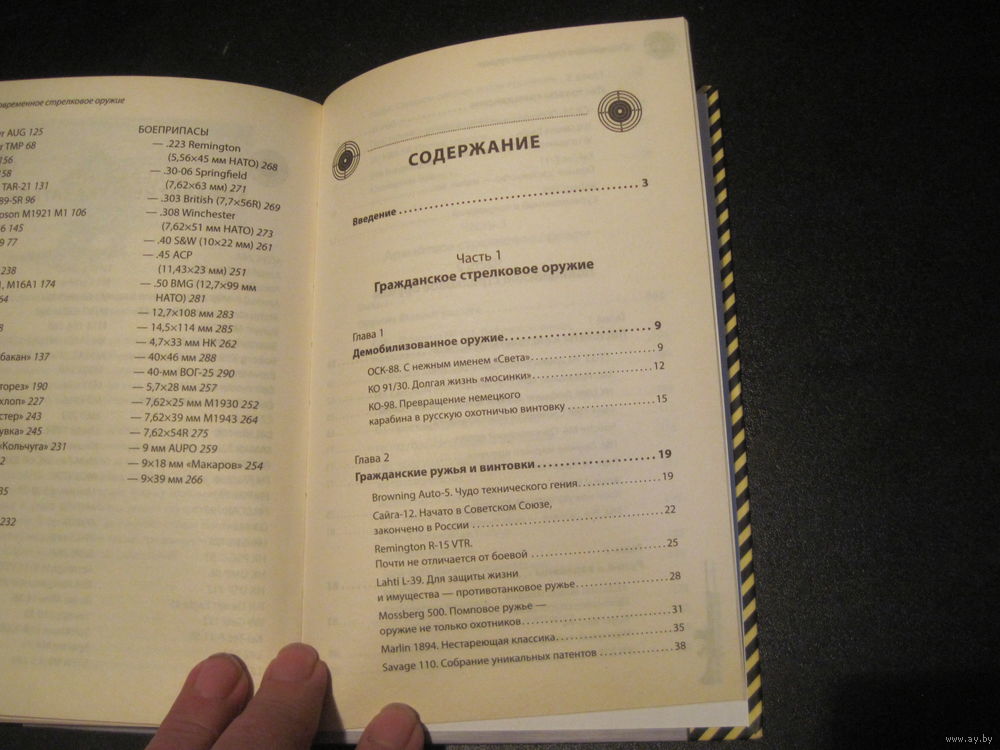 овременное стрелковое оружие
AUG 125
TMP 68
156
158
TAR-21 131
89-SR 96
pson M1921 M1 106
6 145
9 77
238
, M16A1 174
64
8
бакан» 137
торез» 190
хлоп» 227
стер» 243
увка» 245
«Кольчуга» 231
2
35
232
БОЕПРИПАСЫ
— .223 Remington
(5,56×45 мм НАТО) 268
— .30-06 Springfield
(7,62×63 мм) 271
— .303 British (7,7×56R) 269
— .308 Winchester
(7,62×51 мм НАТО) 273
— .40 S&W (10×22 мм) 261
— .45 ACP
(11,43×23 мм) 251
— .50 BMG (12,7×99 мм
НАТО) 281
— 12,7×108 мм 283
— 14,5×114 мм 285
— 4,7×33 мм НК 262
— 40×46 мм 288
— 40-мм ВОГ-25 290
— 5,7×28 мм 257
— 7,62×25 мм М1930 252
— 7,62×39 мм М1943 264
— 7,62×54R 275
— 9 мм AUPO 259
— 9×18 мм «Макаров» 254
— 9×39 мм 266
СОДЕРЖАНИЕ
Введение 3
Часть 1
Гражданское стрелковое оружие
Глава 1
Демобилизованное оружие 9
ОСК-88. С нежным именем «Света» 9
КО 91/30. Долгая жизнь «мосинки» 12
КО-98. Превращение немецкого
карабина в русскую охотничью винтовку 15
Глава 2
Гражданские ружья и винтовки 19
Browning Auto-5. Чудо технического гения 19
Сайга-12. Начато в Советском Союзе,
закончено в России 22
Remington R-15 VTR.
Почти не отличается от боевой 25
Lahti L-39. Для защиты жизни
и имущества — противотанковое ружье 28
Mossberg 500. Помповое ружье —
оружие не только охотников 31
Marlin 1894. Нестареющая классика 35
Savage 110. Собрание уникальных патентов 38
www.ay.by